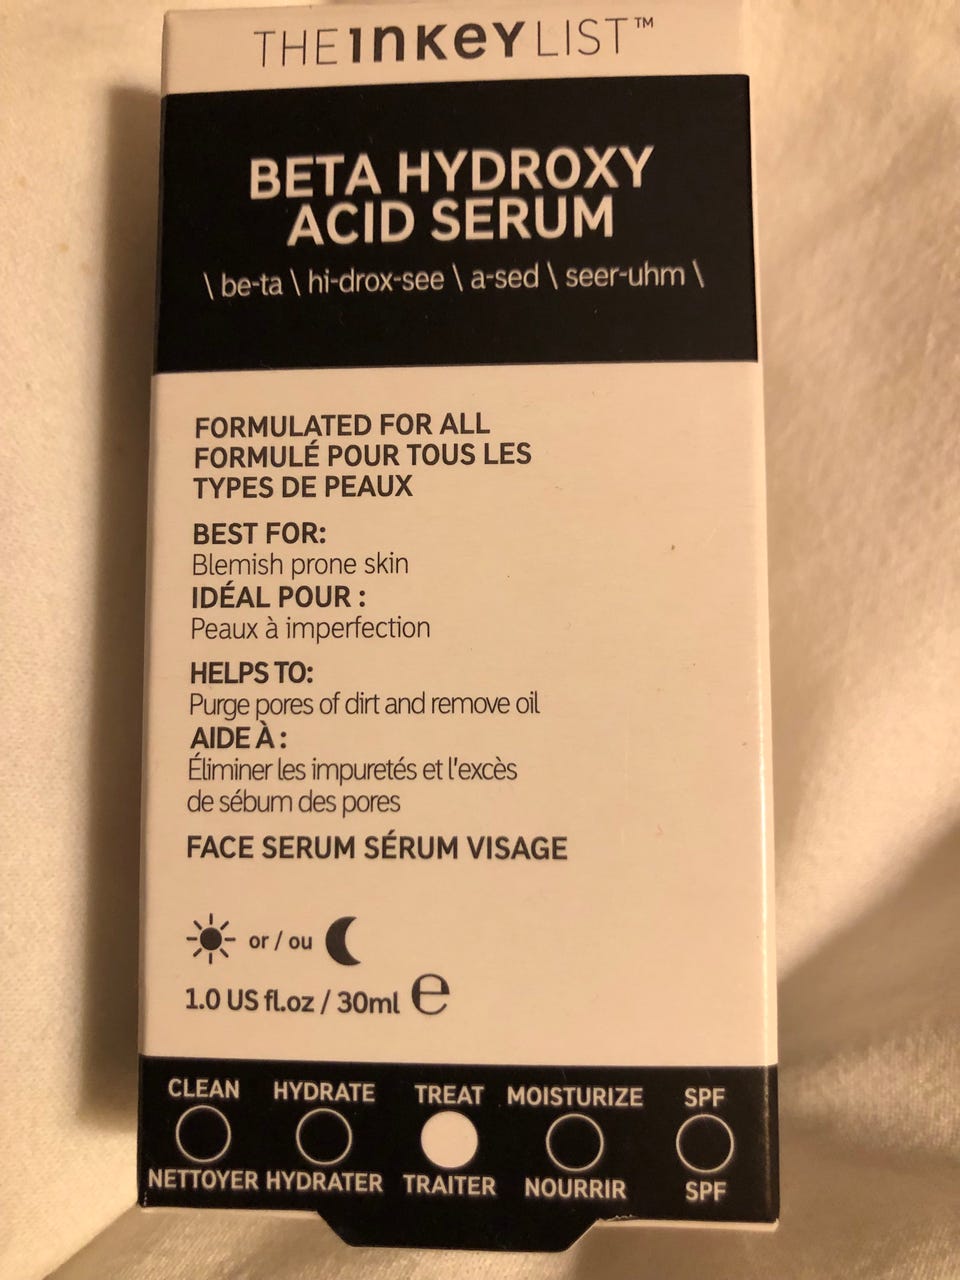 THE INKEY LIST™
BETA HYDROXY
ACID SERUM
\ be-ta \ hi-drox-see \ a-sed \ seer-uhm \
FORMULATED FOR ALL
FORMULÉ POUR TOUS LES
TYPES DE PEAUX
BEST FOR:
Blemish prone skin
IDÉAL POUR :
Peaux à imperfection
HELPS TO:
Purge pores of dirt and remove oil
AIDE À :
Éliminer les impuretés et l'excès
de sébum des pores
FACE SERUM SÉRUM VISAGE
or / ou
1.0 US fl.oz / 30ml ℮
CLEAN HYDRATE TREAT MOISTURIZE SPF
NETTOYER HYDRATER TRAITER NOURRIR SPF